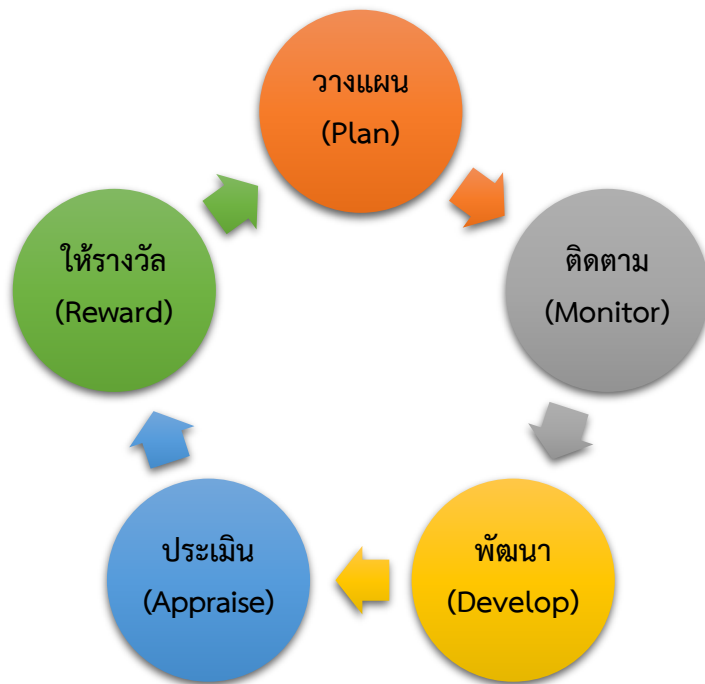 วางแผน
(Plan)
ติดตาม
(Monitor)
พัฒนา
(Develop)
ประเมิน
(Appraise)
ให้รางวัล
(Reward)